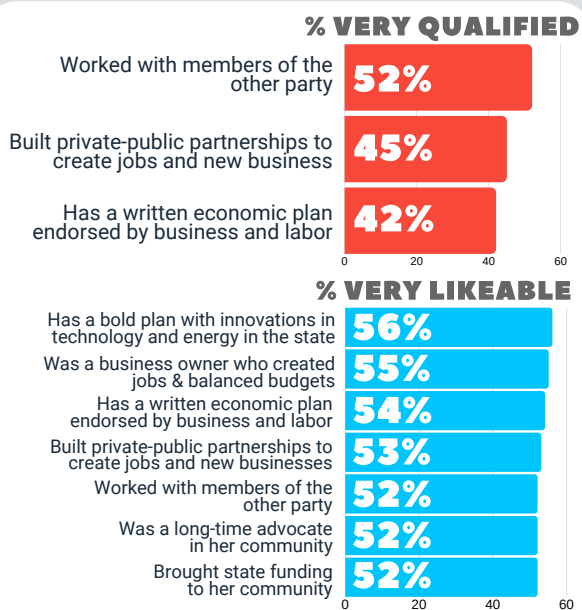 % VERY QUALIFIED
Worked with members of the
other party
52%
Built private-public partnerships to
create jobs and new business
45%
Has a written economic plan
endorsed by business and labor
42%
0 20 40 60
% VERY LIKEABLE
Has a bold plan with innovations in
technology and energy in the state
56%
Was a business owner who created
jobs & balanced budgets
55%
Has a written economic plan
endorsed by business and labor
54%
Built private-public partnerships to
create jobs and new businesses
53%
Worked with members of the
other party
52%
Was a long-time advocate
in her community
52%
Brought state funding
to her community
52%
0 20 40 60